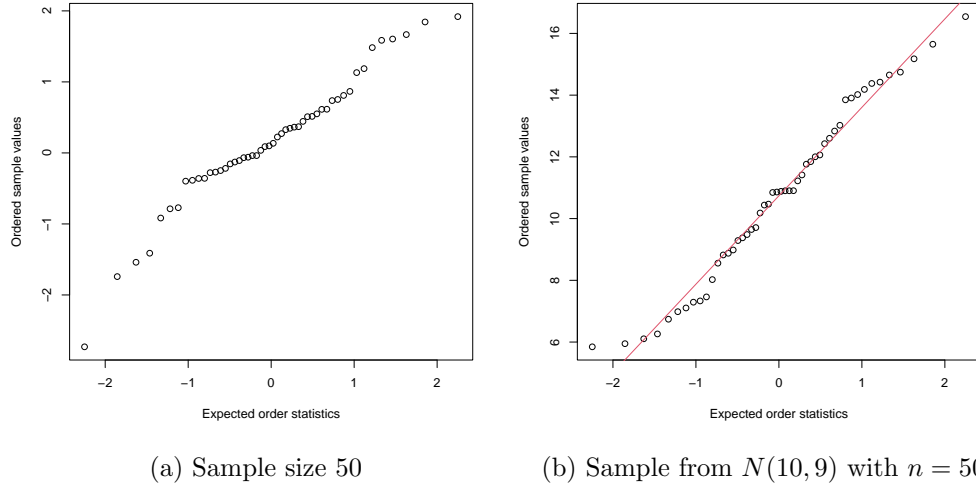 Ordered sample values
2
1
0
−1
−2
−2 −1 0 1 2
Expected order statistics
(a) Sample size 50
Ordered sample values
16
14
12
10
8
6
−2 −1 0 1 2
Expected order statistics
(b) Sample from N(10, 9) with n = 50